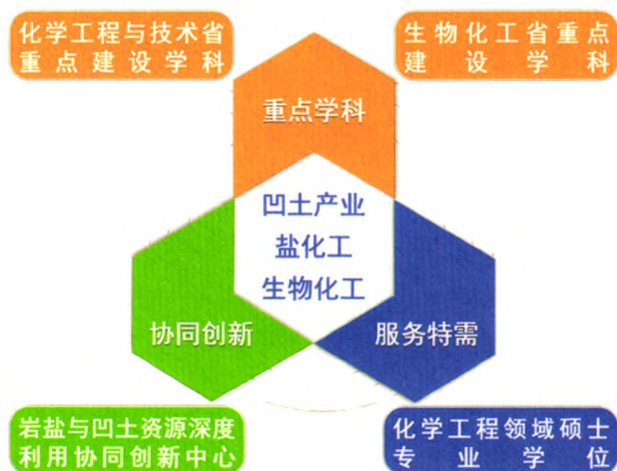 化学工程与技术省
重点建设学科
生物化工省重点
建设学科
重点学科
凹土产业
盐化工
生物化工
协同创新
服务特需
岩盐与凹土资源深度
利用协同创新中心
化学工程领域硕士
专业学位